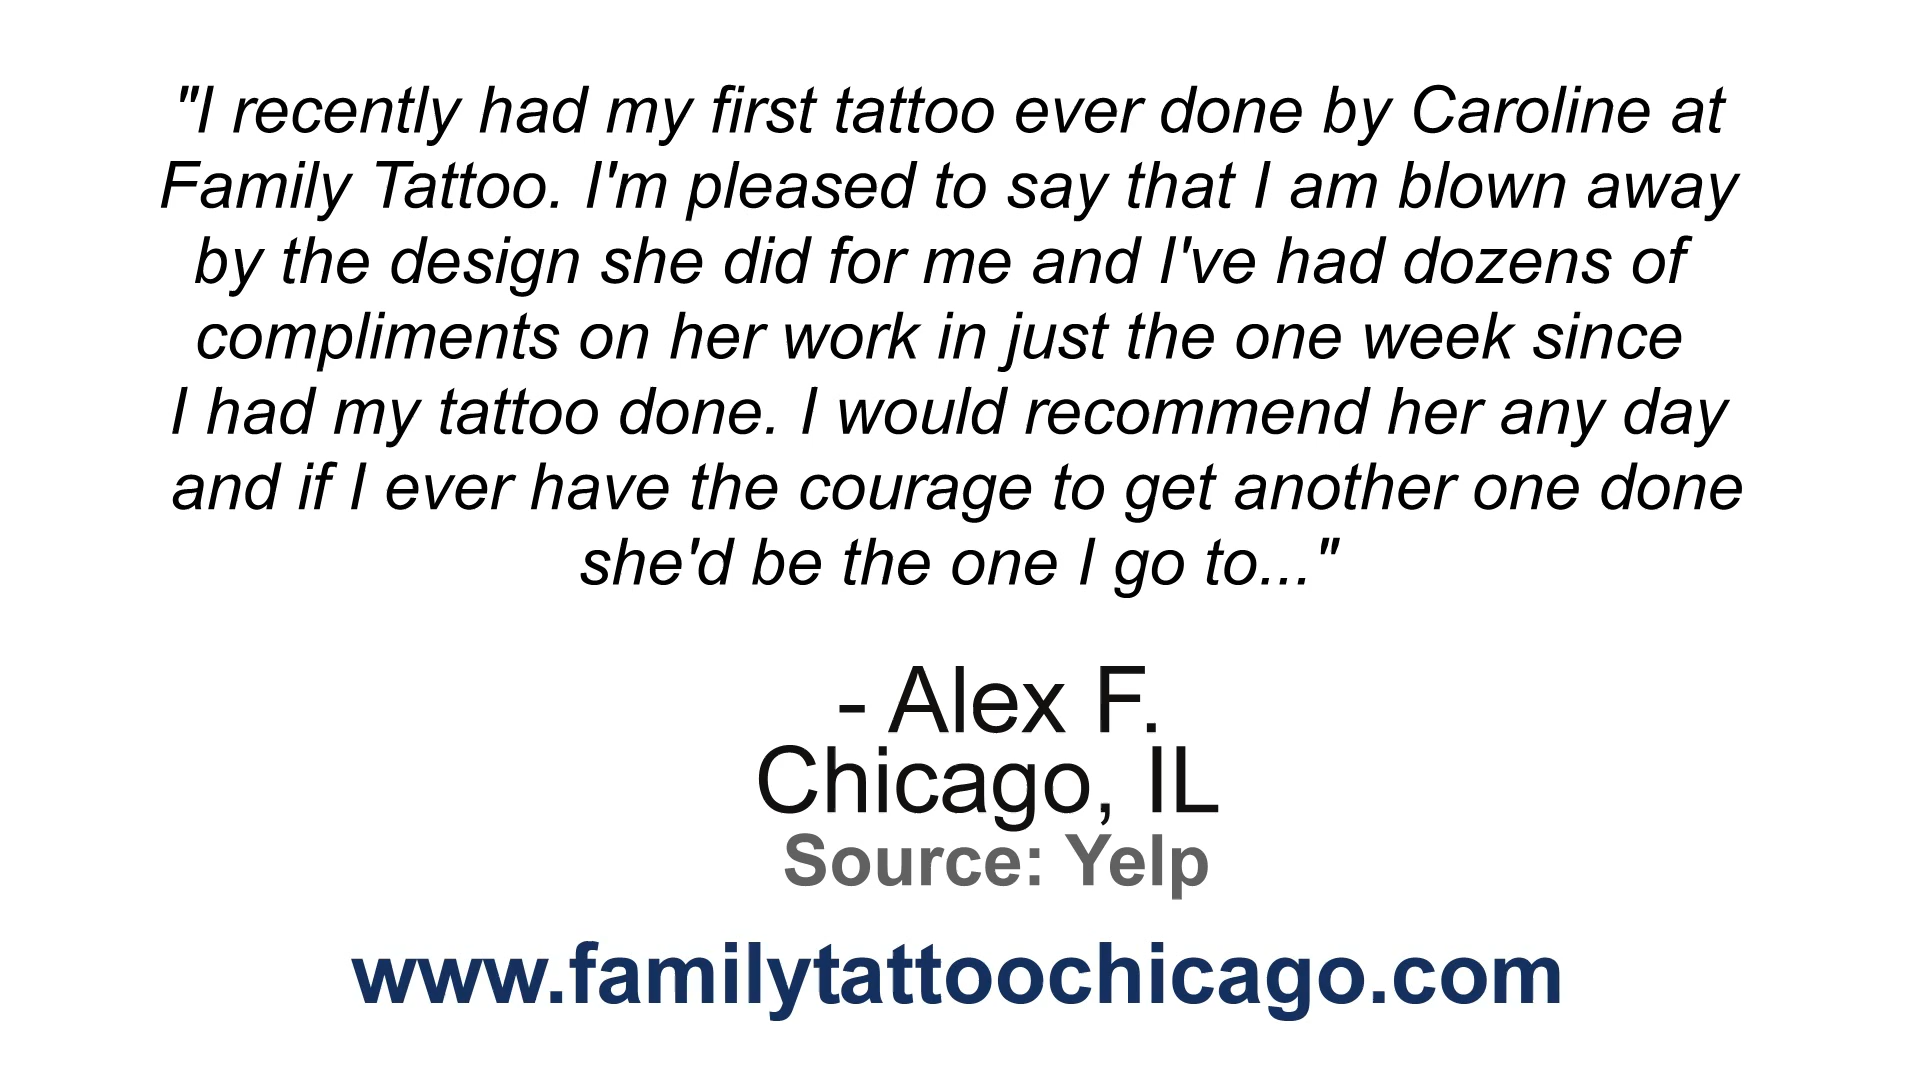 "I recently had my first tattoo ever done by Caroline at
Family Tattoo. I'm pleased to say that I am blown away
by the design she did for me and I've had dozens of
compliments on her work in just the one week since
I had my tattoo done. I would recommend her any day
and if I ever have the courage to get another one done
she'd be the one I go to..."
- Alex F.
Chicago, IL
Source: Yelp
www.familytattoochicago.com